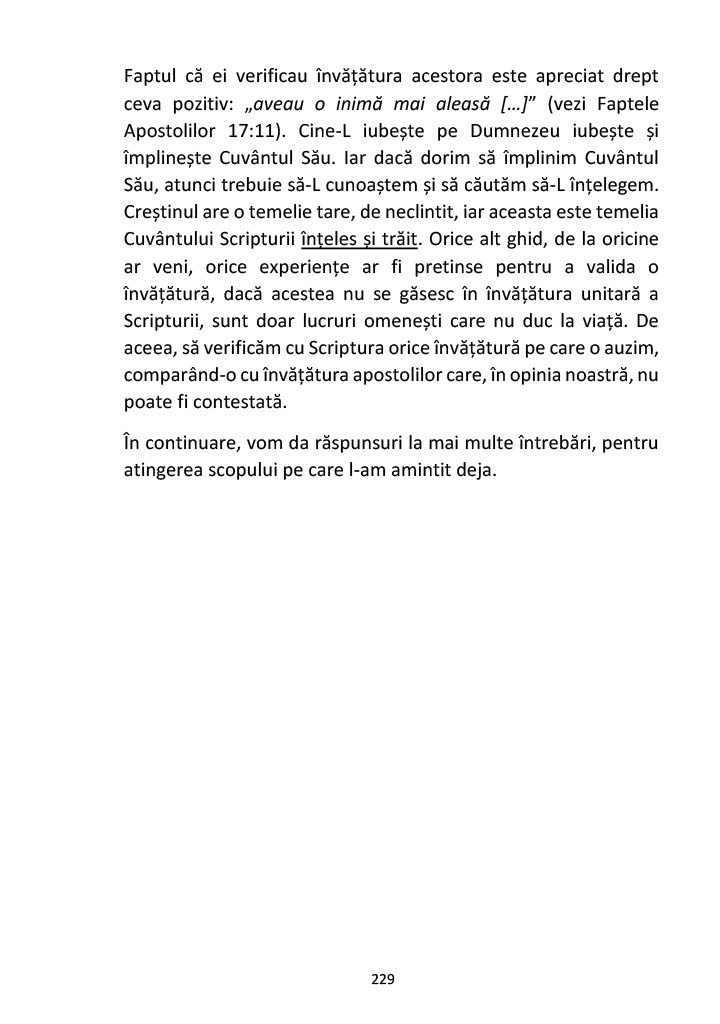 Faptul că ei verificau învățătura acestora este apreciat drept
ceva pozitiv: „aveau o inimă mai aleasă […]” (vezi Faptele
Apostolilor 17:11). Cine-L iubește pe Dumnezeu iubește și
împlinește Cuvântul Său. Iar dacă dorim să împlinim Cuvântul
Său, atunci trebuie să-L cunoaștem și să căutăm să-L înțelegem.
Creștinul are o temelie tare, de neclintit, iar aceasta este temelia
Cuvântului Scripturii înțeles și trăit. Orice alt ghid, de la oricine
ar veni, orice experiențe ar fi pretinse pentru a valida o
învățătură, dacă acestea nu se găsesc în învățătura unitară a
Scripturii, sunt doar lucruri omenești care nu duc la viață. De
aceea, să verificăm cu Scriptura orice învățătură pe care o auzim,
comparând-o cu învățătura apostolilor care, în opinia noastră, nu
poate fi contestată.
În continuare, vom da răspunsuri la mai multe întrebări, pentru
atingerea scopului pe care l-am amintit deja.
229